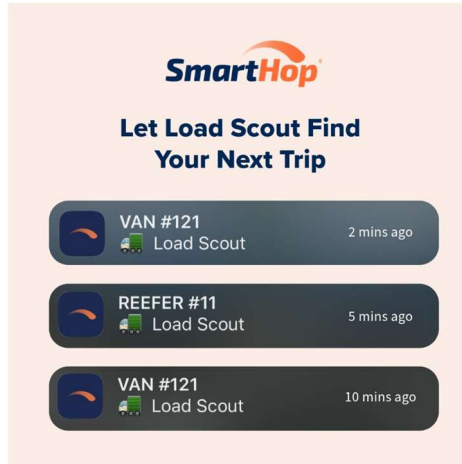 SmartHop
Let Load Scout Find
Your Next Trip
VAN #121
Load Scout
2 mins ago
REEFER #11
Load Scout
5 mins ago
VAN #121
Load Scout
10 mins ago